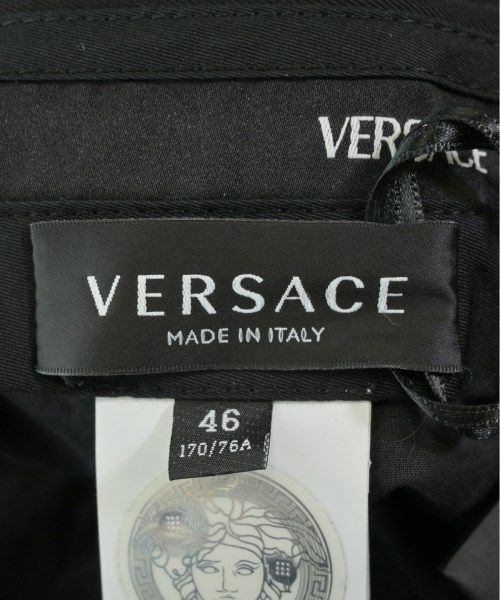 VERSACE
VERSACE
MADE IN ITALY
46
170/76A